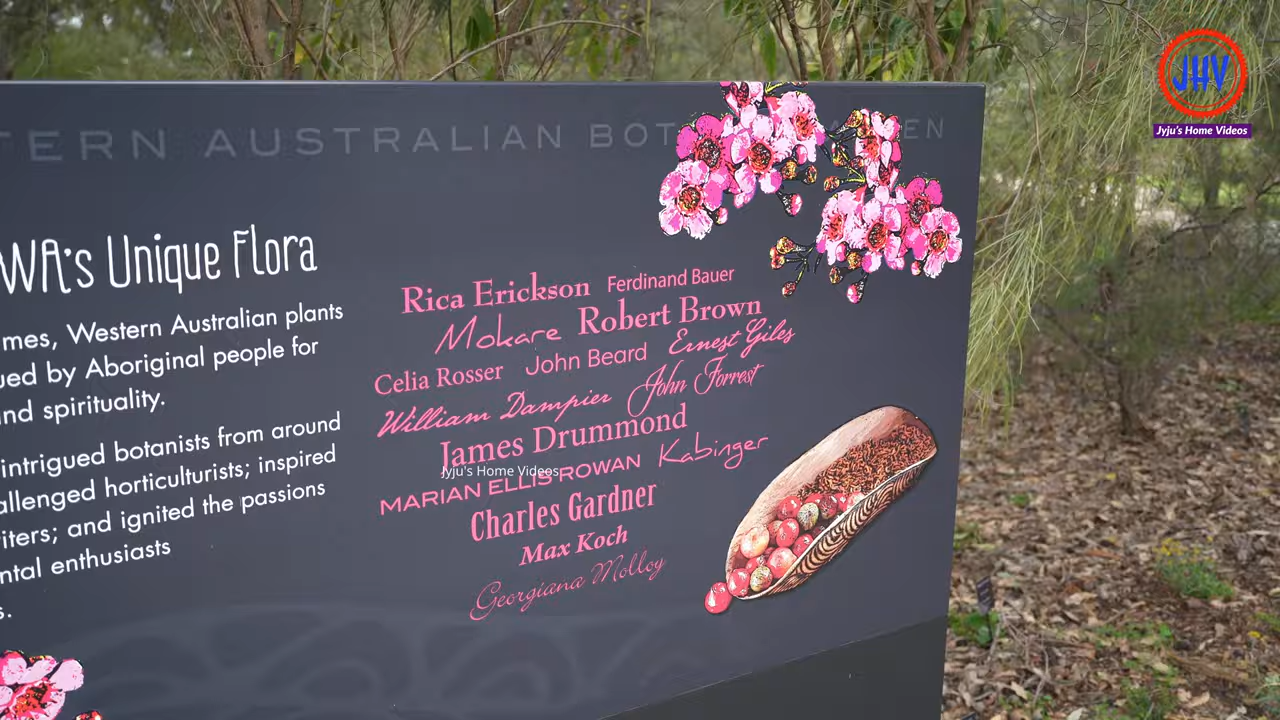 JHV
Jyju's Home Videos
TERN AUSTRALIAN BOT EN
WA's Unique Flora
mes, Western Australian plants
ued by Aboriginal people for
nd spirituality.
intrigued botanists from around
allenged horticulturists; inspired
iters; and ignited the passions
ntal enthusiasts
s.
Rica Erickson Ferdinand Bauer
Mokare Robert Brown
Celia Rosser John Beard Ernest Giles
William Dampier John Forrest
James Drummond
Jyju's Home Videos
MARIAN ELLIS ROWAN Kabinger
Charles Gardner
Max Koch
Georgiana Molloy